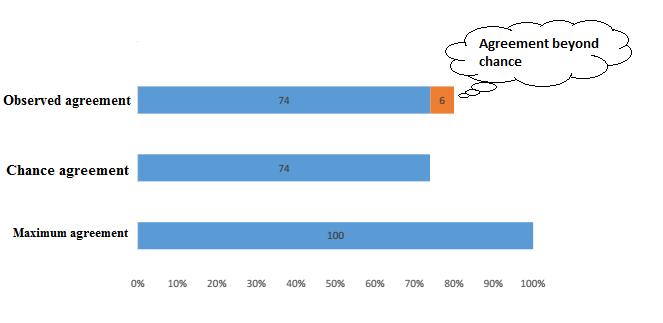 Agreement beyond
chance
Observed agreement
74
6
Chance agreement
74
Maximum agreement
100
0% 10% 20% 30% 40% 50% 60% 70% 80% 90% 100%